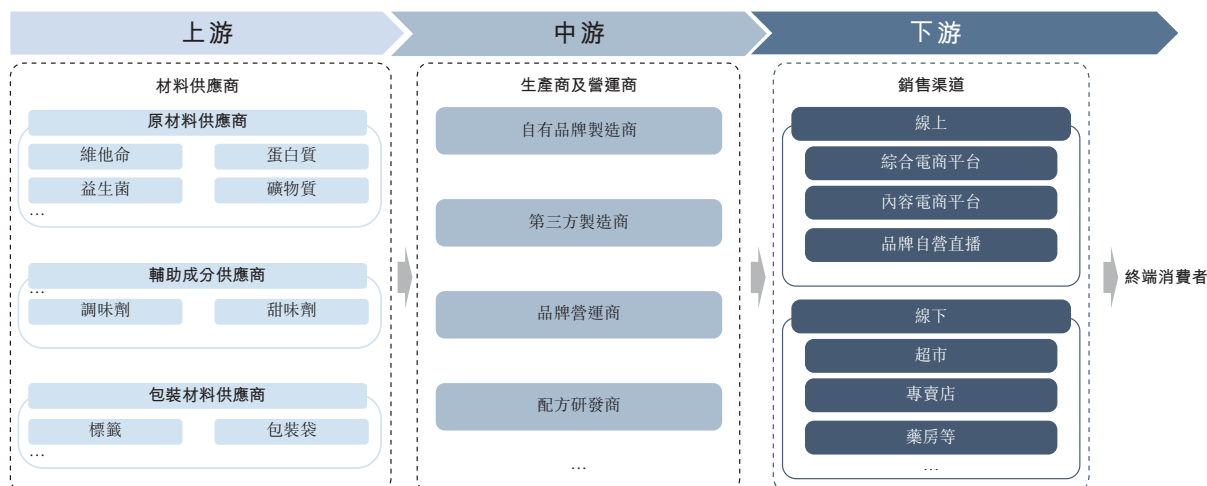 上游
中游
下游
材料供應商
原材料供應商
維他命
蛋白質
益生菌
礦物質
…
輔助成分供應商
…
調味劑
甜味劑
包裝材料供應商
標籤
包裝袋
…
生產商及營運商
自有品牌製造商
第三方製造商
品牌營運商
配方研發商
…
銷售渠道
線上
綜合電商平台
內容電商平台
品牌自營直播
線下
超市
專賣店
藥房等
…
終端消費者